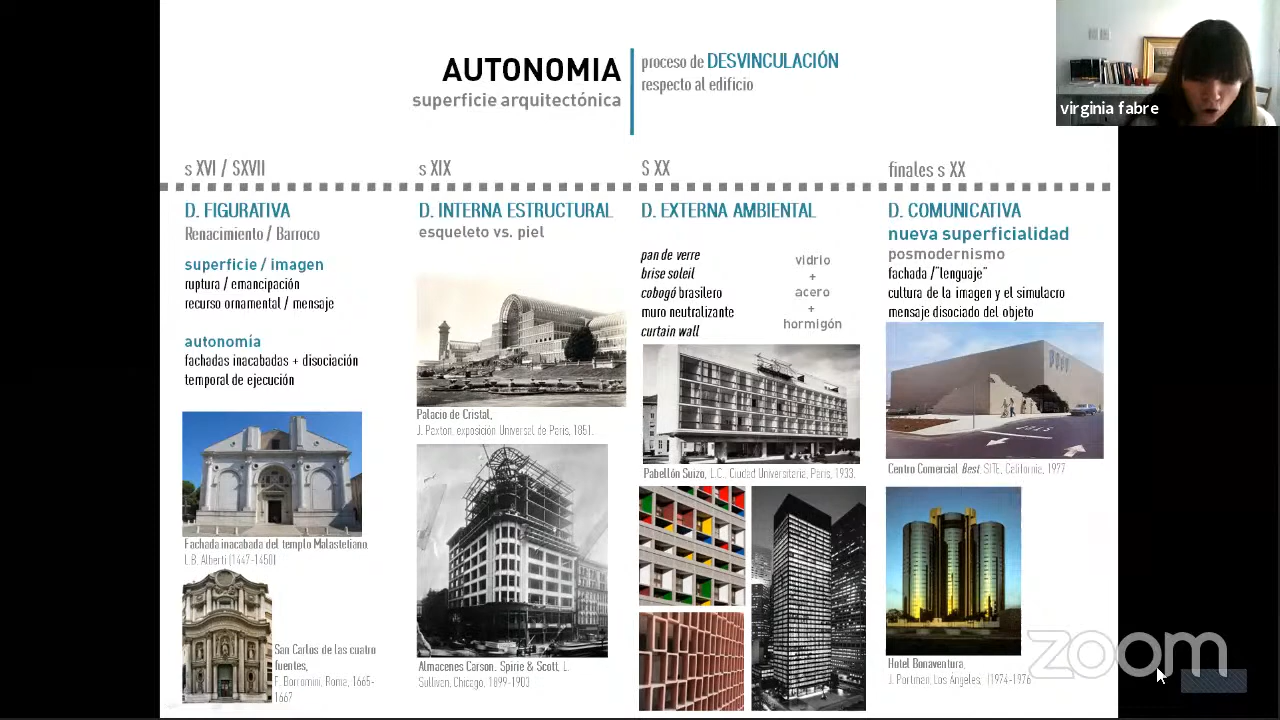 AUTONOMIA
superficie arquitectónica
proceso de DESVINCULACIÓN
respecto al edificio
virginia fabre
s XVI / SXVII
s XIX
S XX
finales s XX
D. FIGURATIVA
Renacimiento / Barroco
superficie / imagen
ruptura / emancipación
recurso ornamental / mensaje
autonomía
fachadas inacabadas + disociación
temporal de ejecución
Fachada inacabada del templo Malastetiano,
L.B. Alberti (1447-1450)
San Carlos de las cuatro
fuentes,
F. Borromini, Roma, 1665-
1667
D. INTERNA ESTRUCTURAL
esqueleto vs. piel
Palacio de Cristal,
J. Paxton, exposición Universal de Paris, 1851.
Almacenes Carson, Spirie & Scott, L.
Sullivan, Chicago, 1899-1903
D. EXTERNA AMBIENTAL
pan de verre
brise soleil
cobogó brasilero
muro neutralizante
curtain wall
vidrio
+
acero
+
hormigón
Pabellón Suizo, L.C., Ciudad Universitaria, Paris, 1933.
D. COMUNICATIVA
nueva superficialidad
posmodernismo
fachada /"lenguaje"
cultura de la imagen y el simulacro
mensaje disociado del objeto
BEST
Centro Comercial Best, SITE, California, 1977
Hotel Bonaventura,
J. Portman, Los Angeles, (1974-1976
zoom